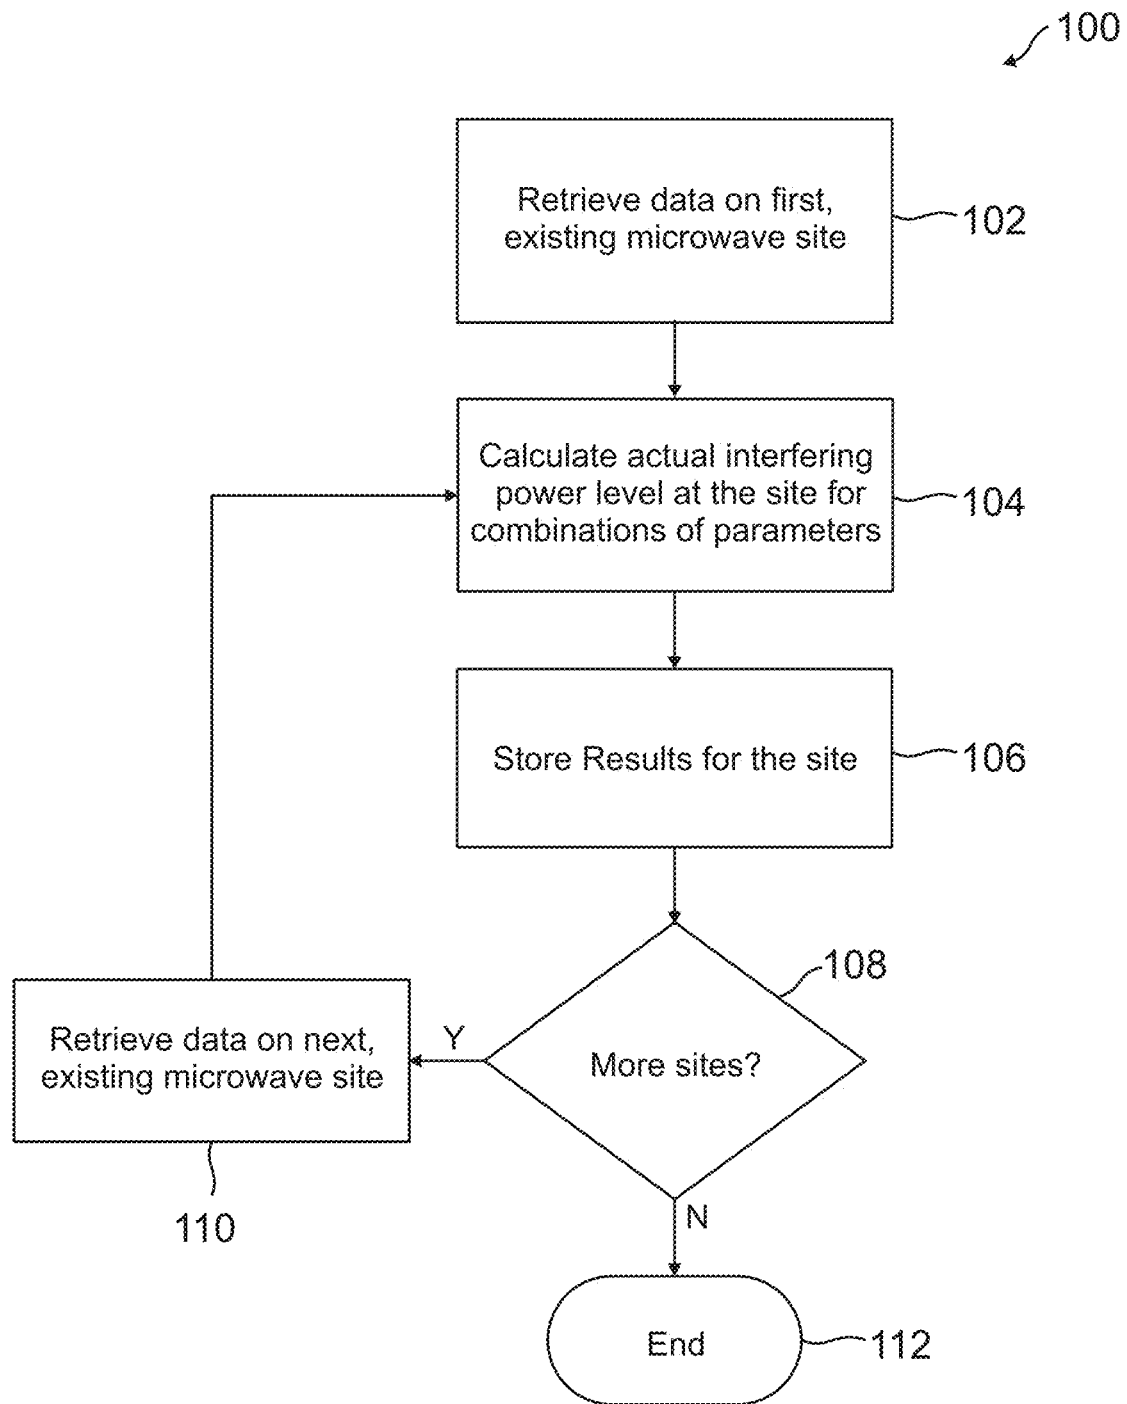 100
Retrieve data on first,
existing microwave site
102
Calculate actual interfering
power level at the site for
combinations of parameters
104
Store Results for the site
106
108
More sites?
Y
Retrieve data on next,
existing microwave site
110
N
End
112